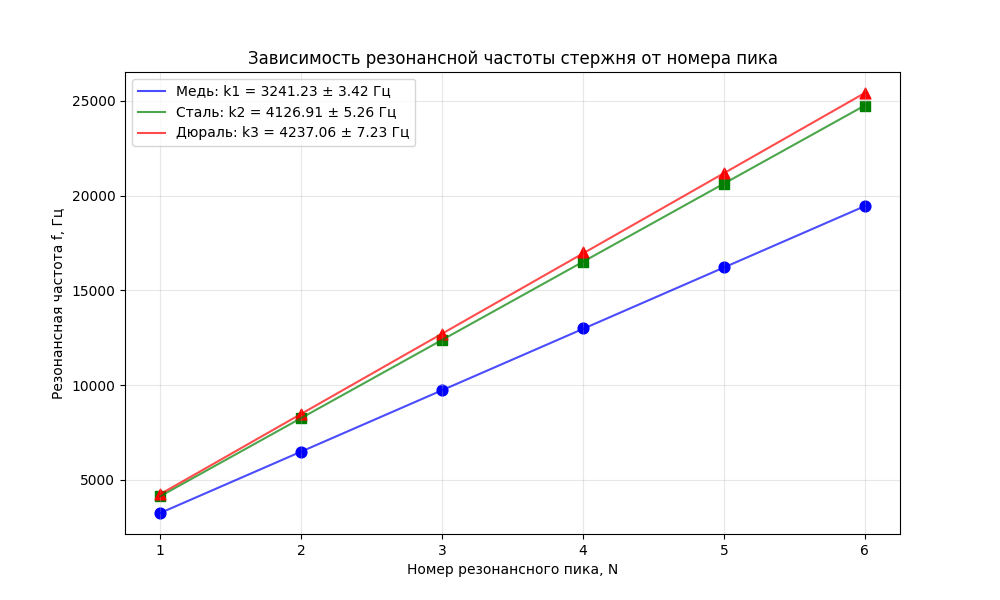 Зависимость резонансной частоты стержня от номера пика
Медь: k1 = 3241.23 ± 3.42 Гц
Сталь: k2 = 4126.91 ± 5.26 Гц
Дюраль: k3 = 4237.06 ± 7.23 Гц
Резонансная частота f, Гц
25000
20000
15000
10000
5000
1 2 3 4 5 6
Номер резонансного пика, N